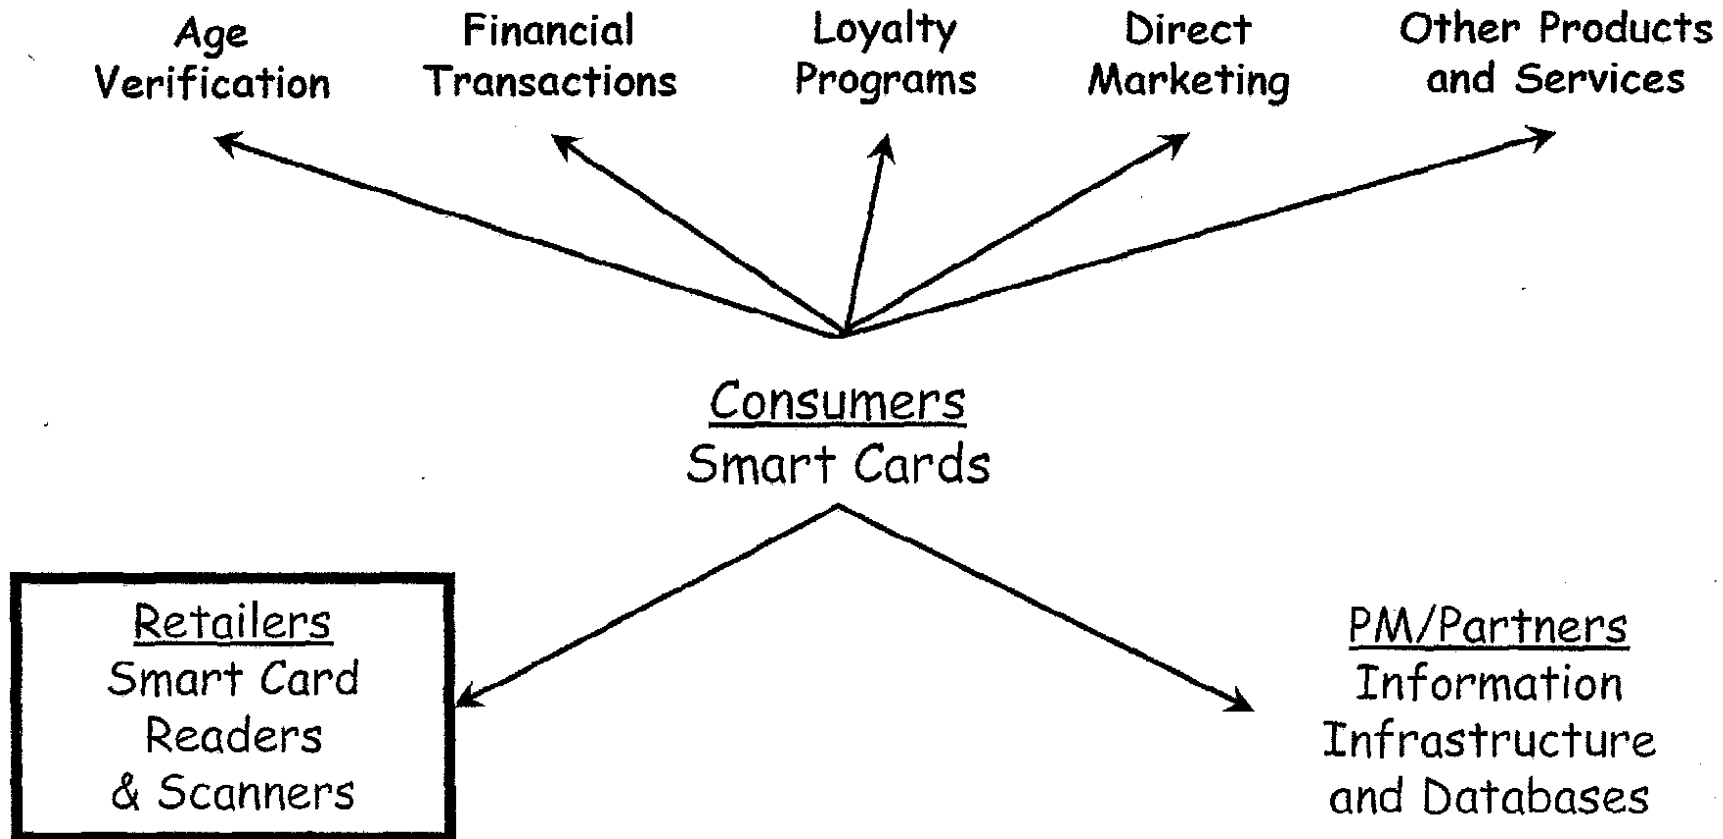 Age
Verification
Financial
Transactions
Loyalty
Programs
Direct
Marketing
Other Products
and Services
Consumers
Smart Cards
Retailers
Smart Card
Readers
& Scanners
PM/Partners
Information
Infrastructure
and Databases